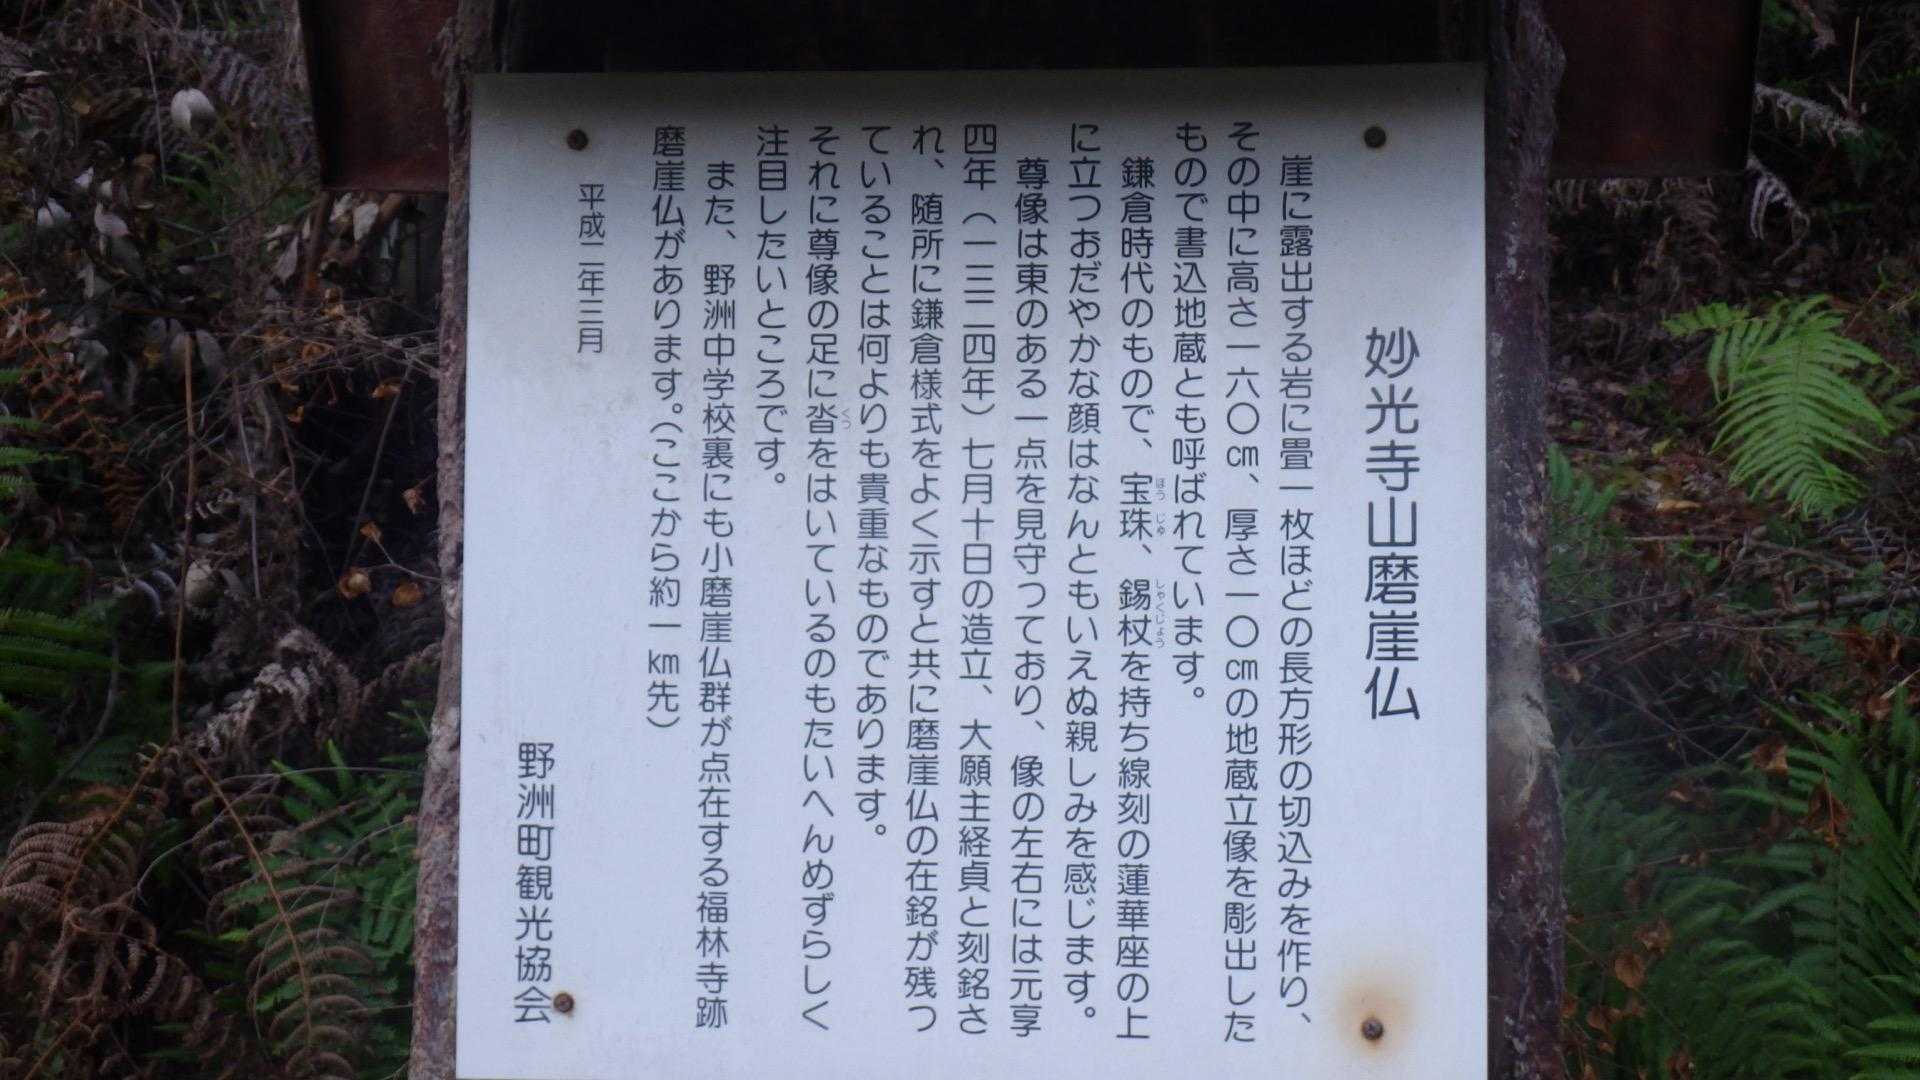 妙光寺山磨崖仏
崖に露出する岩に畳一枚ほどの長方形の切込みを作り、
その中に高さ一六〇㎝、厚さ一〇㎝の地蔵立像を彫出した
もので書込地蔵とも呼ばれています。
鎌倉時代のもので、宝珠、錫杖を持ち線刻の蓮華座の上
ほうじゅ
しゃくじょう
に立つおだやかな顔はなんともいえぬ親しみを感じます。
尊像は東のある一点を見守つており、像の左右には元享
四年（一三二四年）七月十日の造立、大願主経貞と刻銘さ
れ、随所に鎌倉様式をよく示すと共に磨崖仏の在銘が残つ
ていることは何よりも貴重なものであります。
それに尊像の足に沓をはいているのもたいへんめずらしく
くつ
注目したいところです。
また、野洲中学校裏にも小磨崖仏群が点在する福林寺跡
磨崖仏があります。（ここから約一㎞先）
平成二年三月
野洲町観光協会